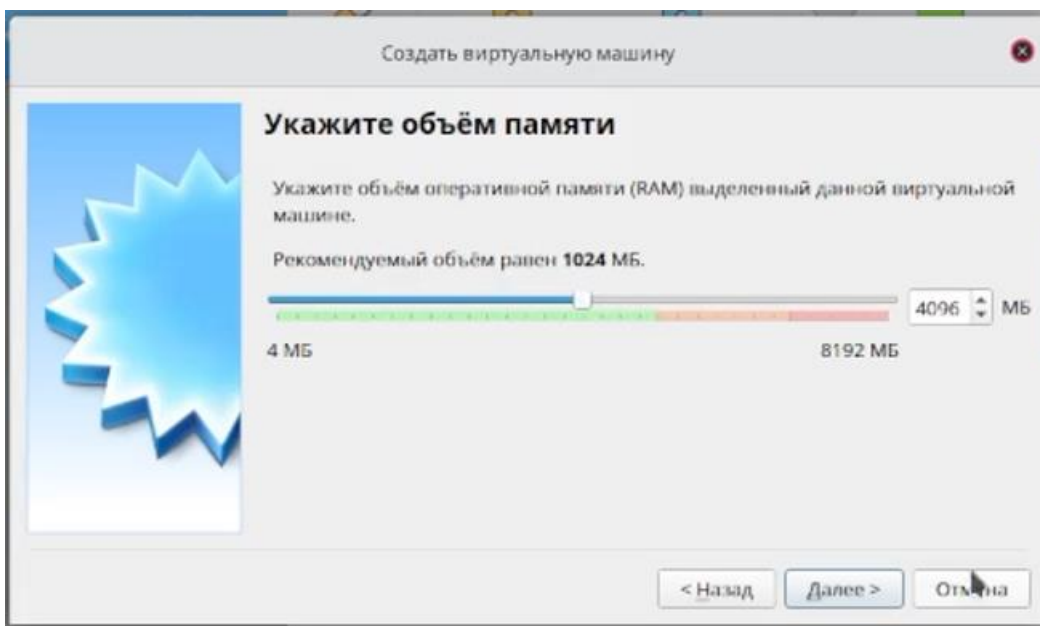 Создать виртуальную машину
Укажите объём памяти
Укажите объём оперативной памяти (RAM) выделенный данной виртуальной
машине.
Рекомендуемый объём равен 1024 МБ.
4096 МБ
4 МБ 8192 МБ
< Назад Далее > Отмена